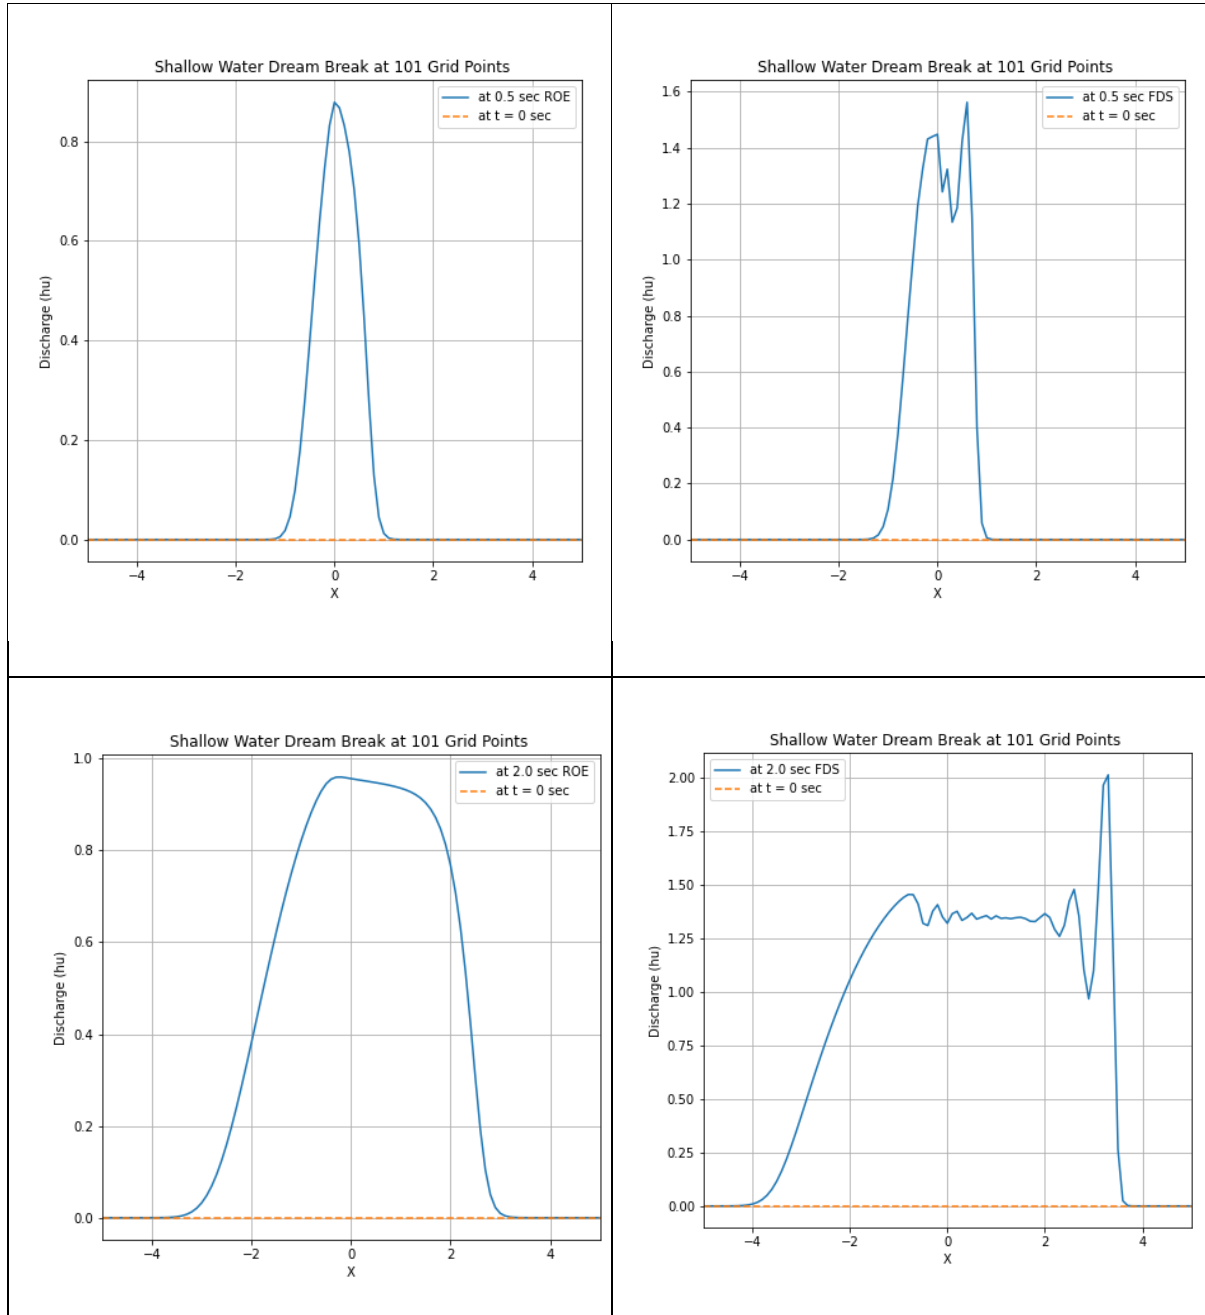 Shallow Water Dream Break at 101 Grid Points
at 0.5 sec ROE
at t = 0 sec
0.8
0.6
0.4
0.2
0.0
Discharge (hu)
−4 −2 0 2 4
X
Shallow Water Dream Break at 101 Grid Points
at 0.5 sec FDS
at t = 0 sec
1.6
1.4
1.2
1.0
0.8
0.6
0.4
0.2
0.0
Discharge (hu)
−4 −2 0 2 4
X
Shallow Water Dream Break at 101 Grid Points
at 2.0 sec ROE
at t = 0 sec
1.0
0.8
0.6
0.4
0.2
0.0
Discharge (hu)
−4 −2 0 2 4
X
Shallow Water Dream Break at 101 Grid Points
at 2.0 sec FDS
at t = 0 sec
2.00
1.75
1.50
1.25
1.00
0.75
0.50
0.25
0.00
Discharge (hu)
−4 −2 0 2 4
X